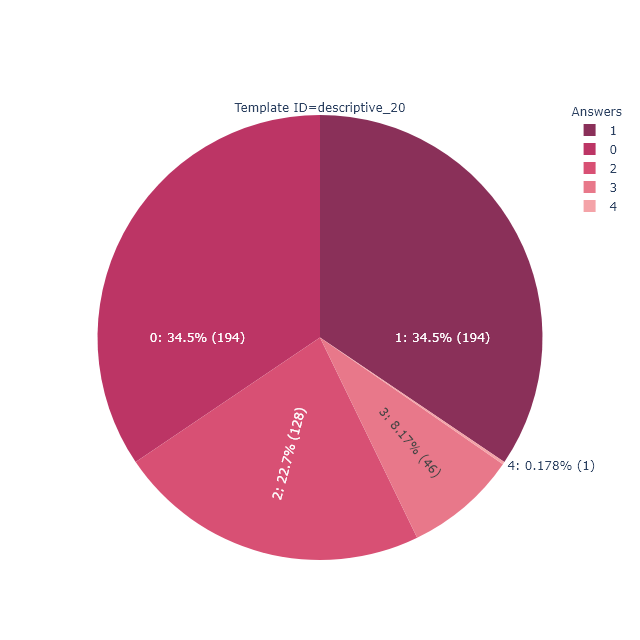 Template ID=descriptive_20
Answers
1
0
2
3
4
0: 34.5% (194)
1: 34.5% (194)
2: 22.7% (128)
3: 8.17% (46)
4: 0.178% (1)